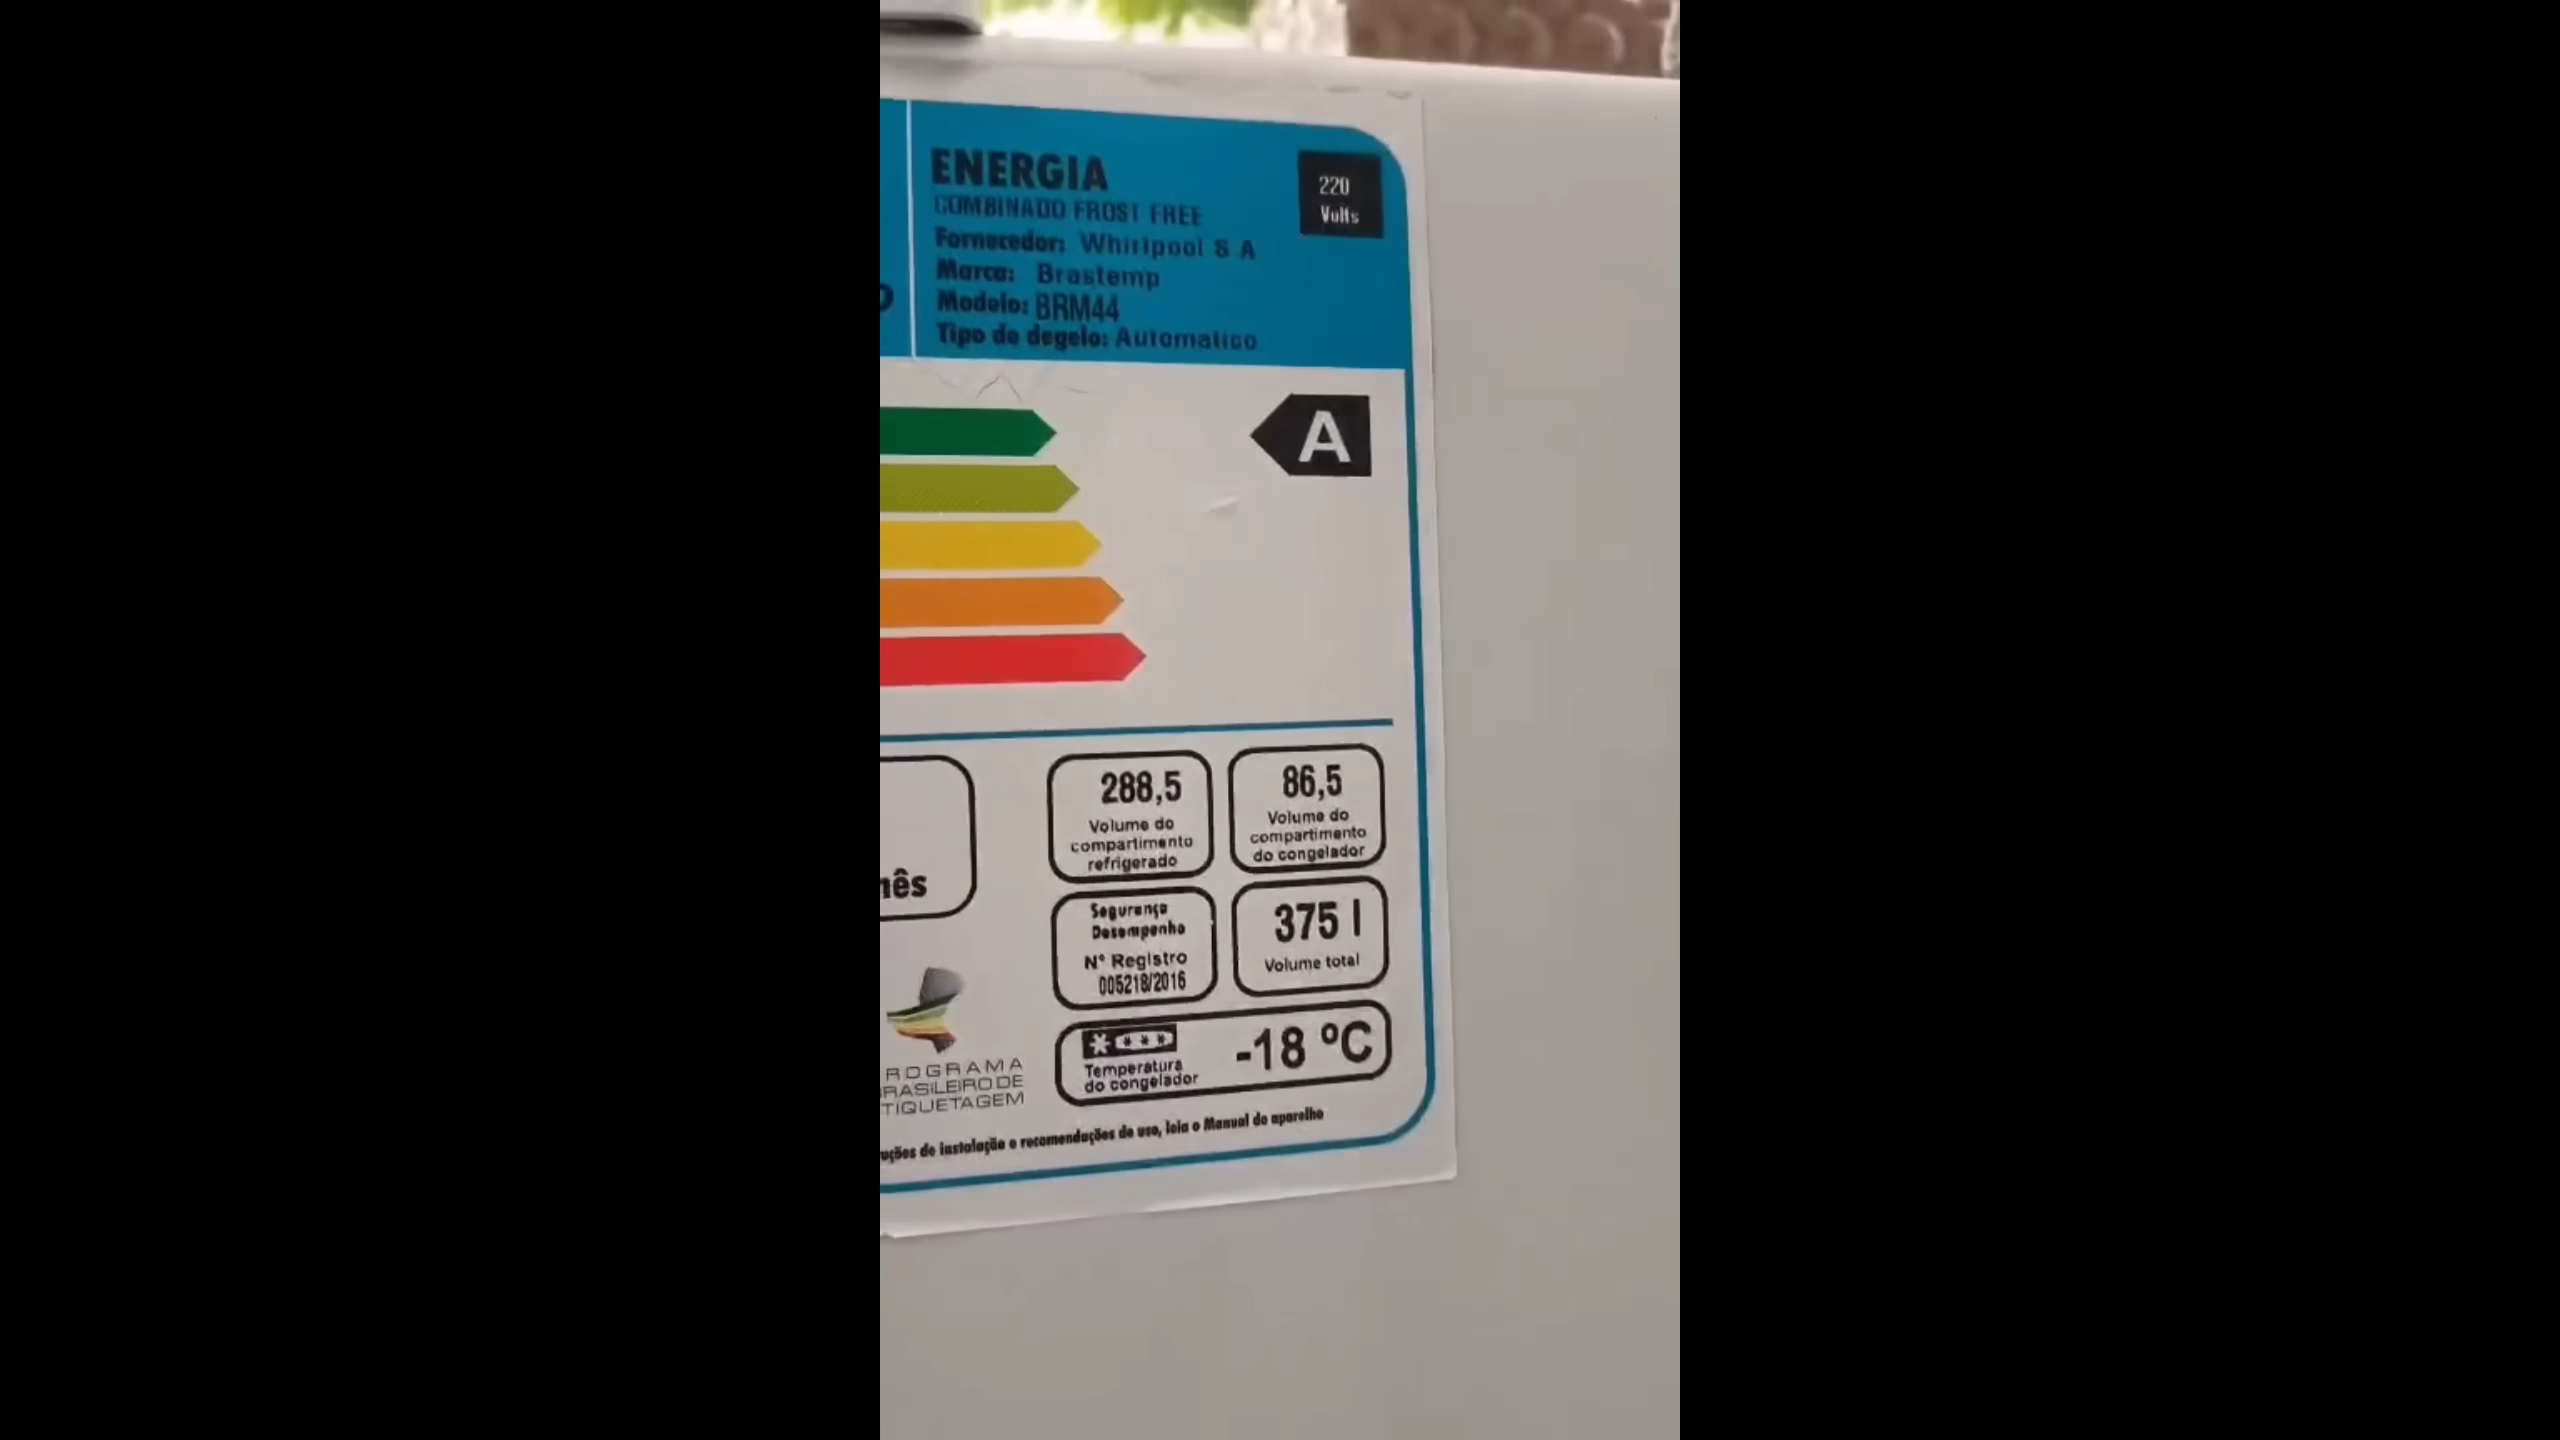 ENERGIA
COMBINADO FROST FREE
Fornecedor: Whirlpool S A
Marca: Brastemp
Modelo: BRM44
Tipo de degelo: Automatico
220
Volts
A
288,5
Volume do
compartimento
refrigerado
86,5
Volume do
compartimento
do congelador
Segurança
Desempenho
Nº Registro
005218/2016
375 l
Volume total
Temperatura
do congelador
-18 ºC
ROGRAMA
RASILEIRO DE
TIQUETAGEM
uções de instalação e recomendações de uso, leia o Manual do aparelho